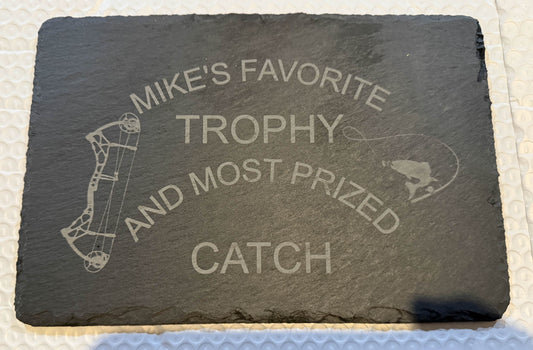 MIKE'S FAVORITE
TROPHY
AND MOST PRIZED
CATCH